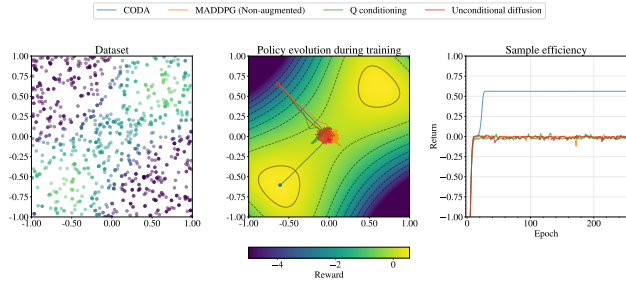 CODA MADDPG (Non-augmented) Q conditioning Unconditional diffusion
Dataset
1.00
0.75
0.50
0.25
0.00
−0.25
−0.50
−0.75
−1.00
-1.00 -0.50 0.00 0.50 1.00
Policy evolution during training
1.00
0.75
0.50
0.25
0.00
−0.25
−0.50
−0.75
−1.00
-1.00 -0.50 0.00 0.50 1.00
−4 −2 0
Reward
Sample efficiency
Return
1.00
0.75
0.50
0.25
0.00
−0.25
−0.50
−0.75
−1.00
0 100 200
Epoch